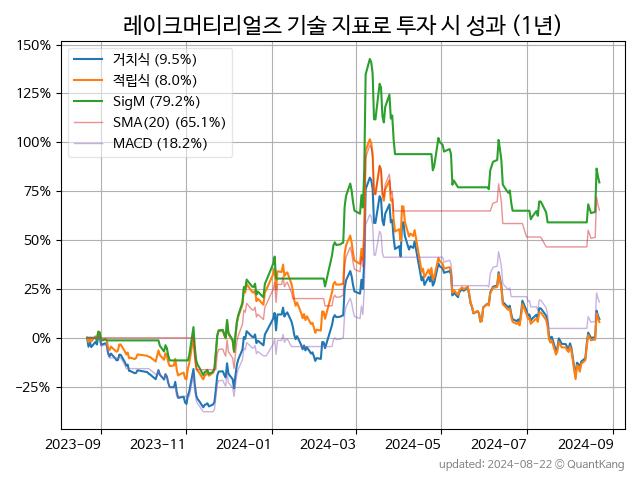 레이크머티리얼즈 기술 지표로 투자 시 성과 (1년)
150%
125%
100%
75%
50%
25%
0%
−25%
거치식 (9.5%)
적립식 (8.0%)
SigM (79.2%)
SMA(20) (65.1%)
MACD (18.2%)
2023-09 2023-11 2024-01 2024-03 2024-05 2024-07 2024-09
updated: 2024-08-22 © QuantKang